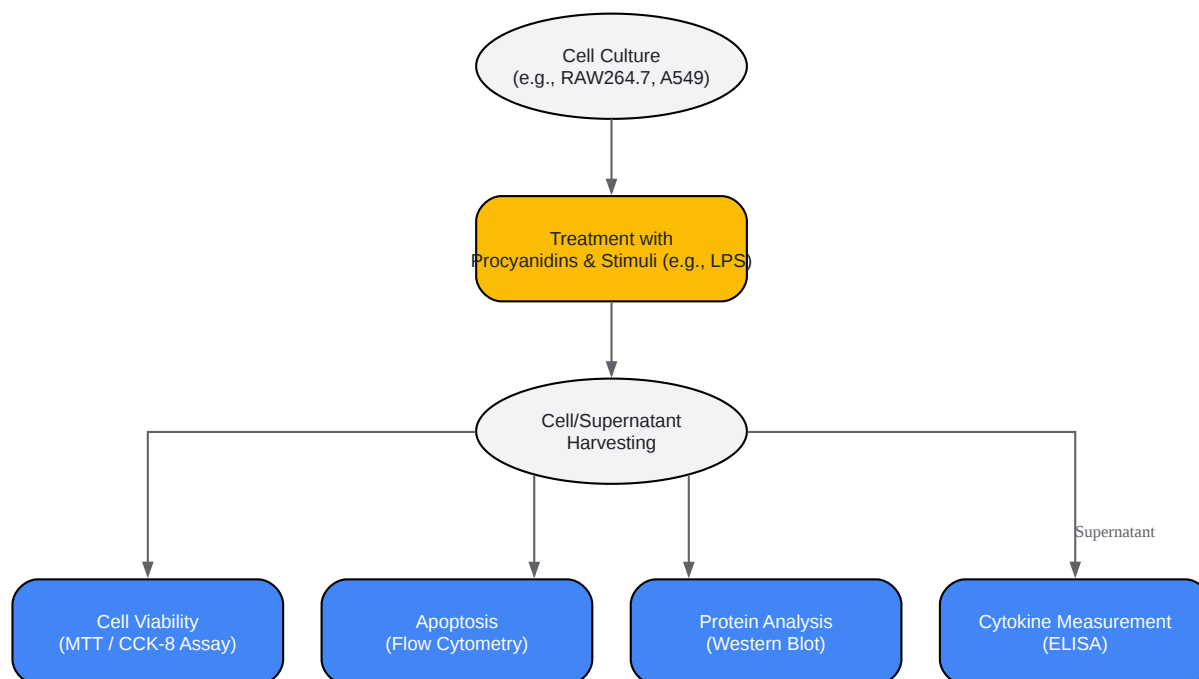 Cell Culture
(e.g., RAW264.7, A549)
Treatment with
Procyanidins & Stimuli (e.g., LPS)
Cell/Supernatant
Harvesting
Supernatant
Cell Viability
(MTT / CCK-8 Assay)
Apoptosis
(Flow Cytometry)
Protein Analysis
(Western Blot)
Cytokine Measurement
(ELISA)